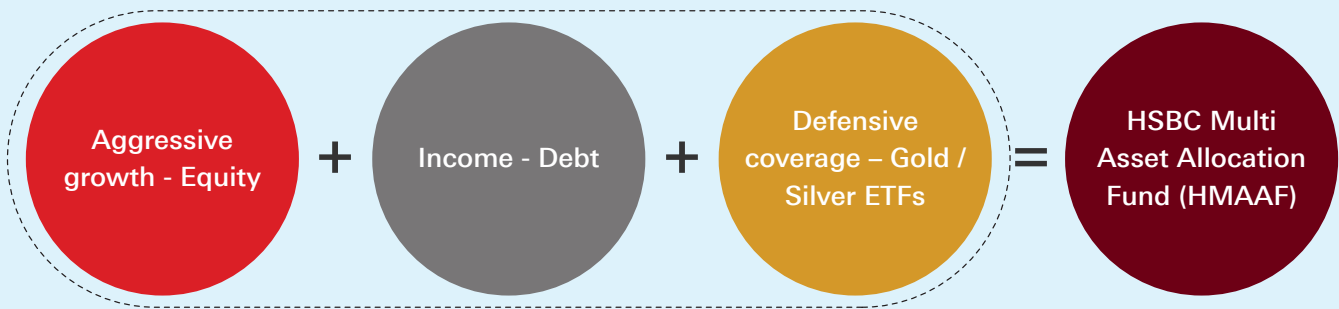 Aggressive
growth - Equity
+
Income - Debt
+
Defensive
coverage – Gold /
Silver ETFs
=
HSBC Multi
Asset Allocation
Fund (HMAAF)